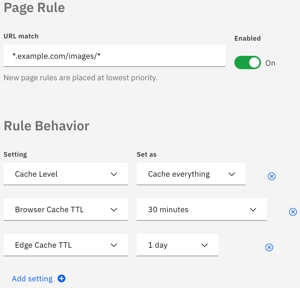 Page Rule
URL match
Enabled
*.example.com/images/*
On
New page rules are placed at lowest priority.
Rule Behavior
Setting
Set as
Cache Level
Cache everything
Browser Cache TTL
30 minutes
Edge Cache TTL
1 day
Add setting